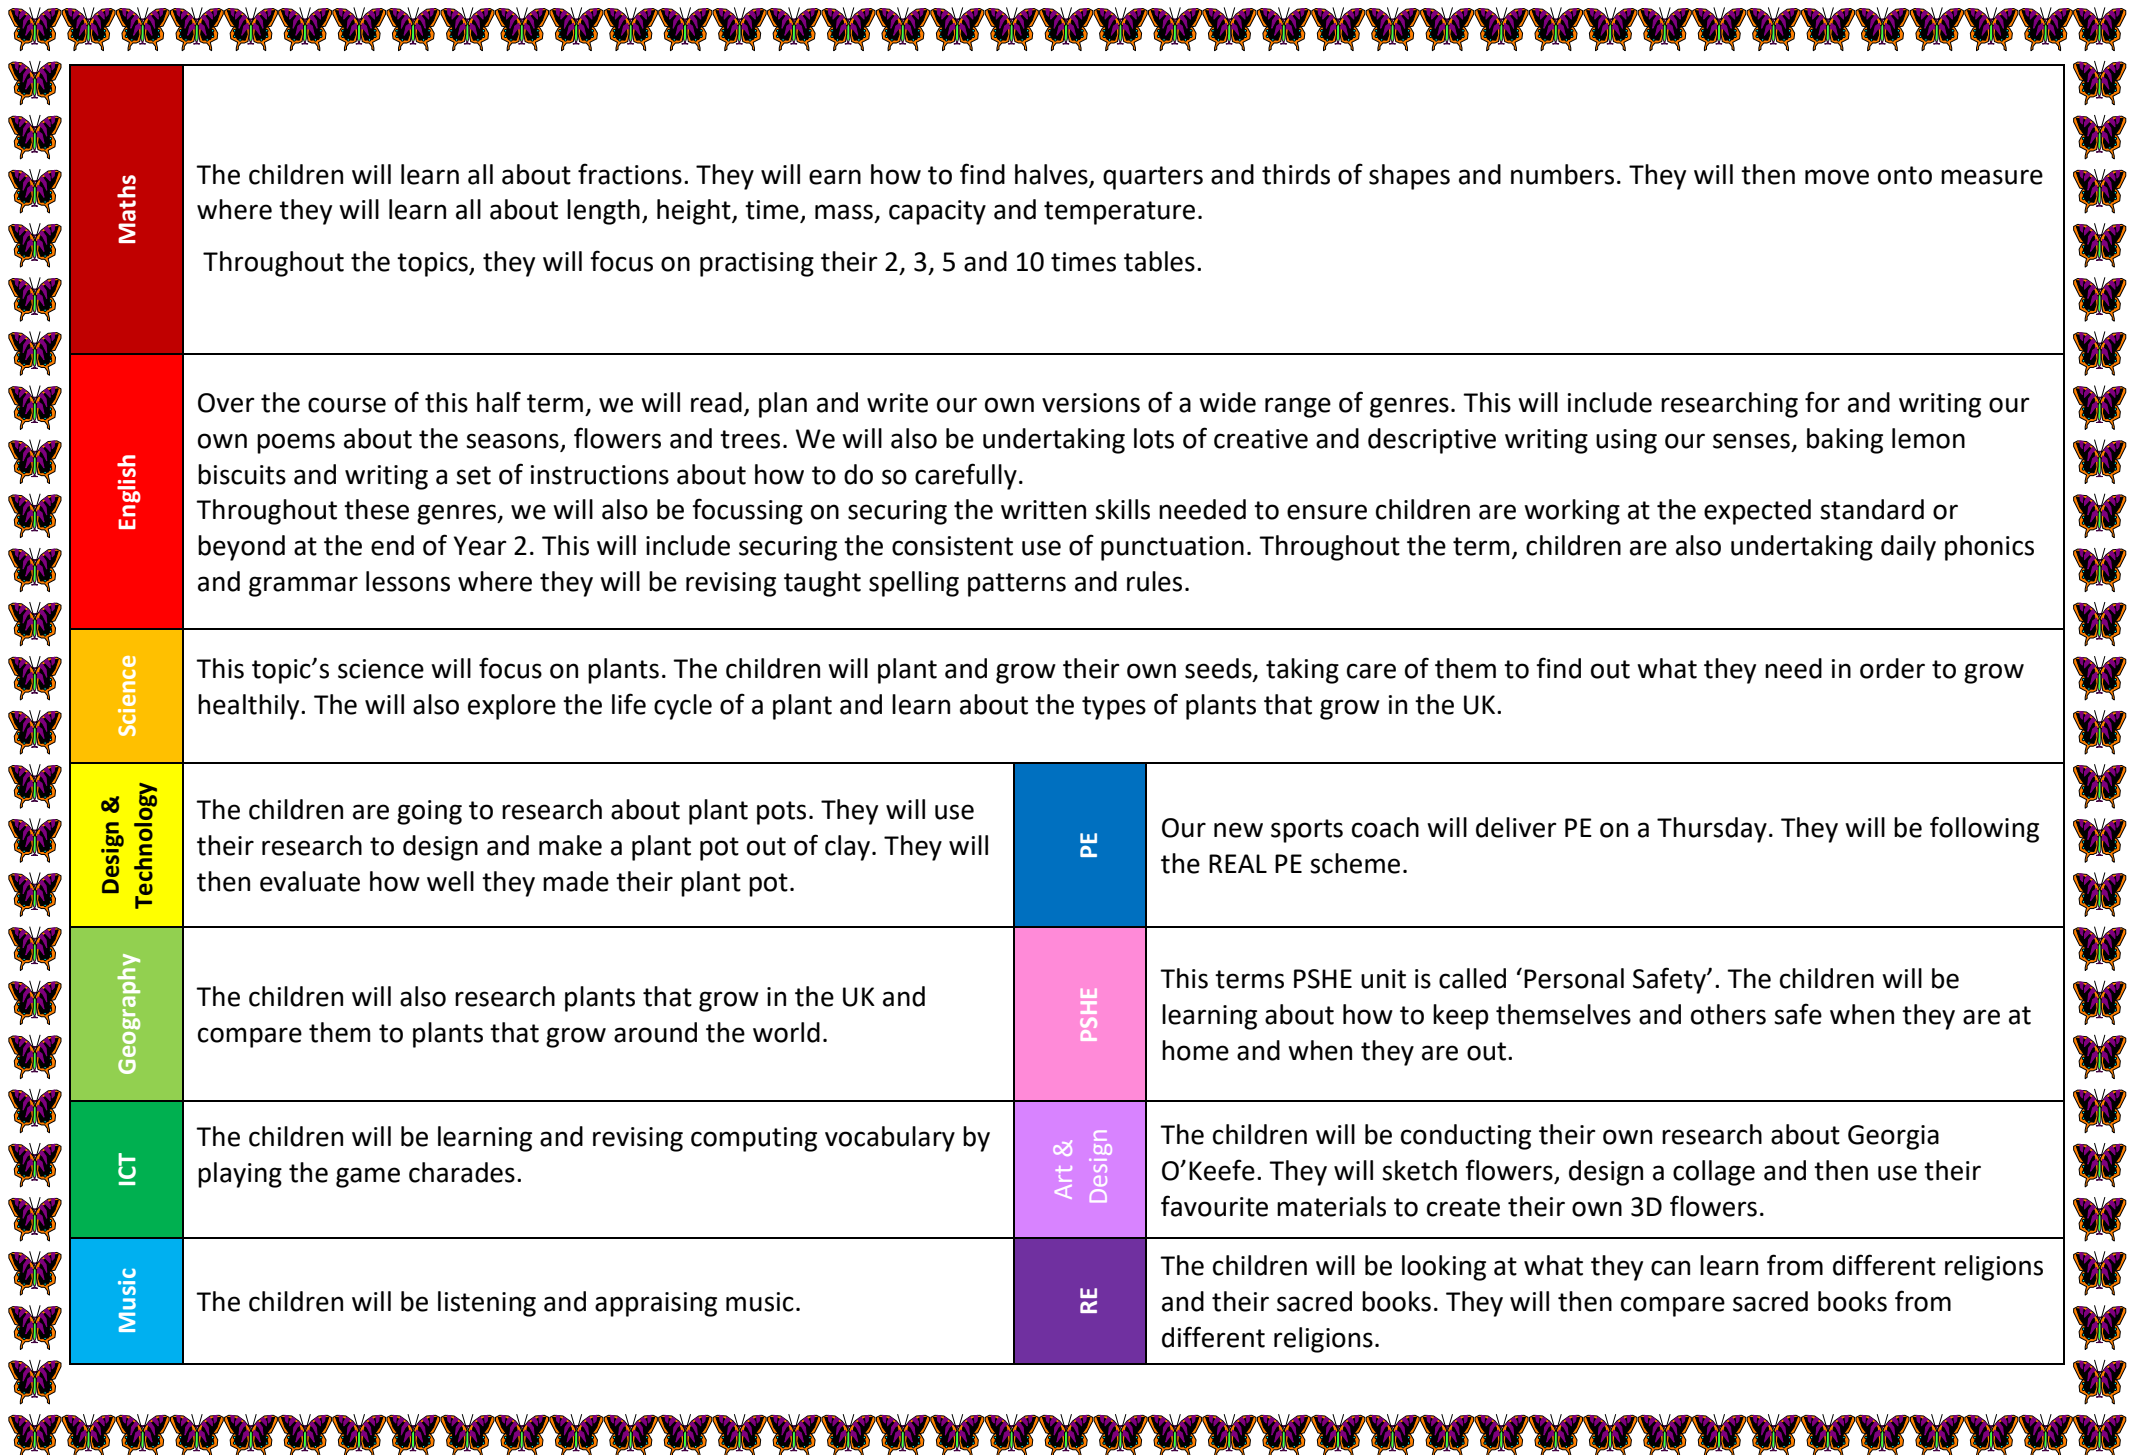 Maths
The children will learn all about fractions. They will earn how to find halves, quarters and thirds of shapes and numbers. They will then move onto measure
where they will learn all about length, height, time, mass, capacity and temperature.
Throughout the topics, they will focus on practising their 2, 3, 5 and 10 times tables.
English
Over the course of this half term, we will read, plan and write our own versions of a wide range of genres. This will include researching for and writing our
own poems about the seasons, flowers and trees. We will also be undertaking lots of creative and descriptive writing using our senses, baking lemon
biscuits and writing a set of instructions about how to do so carefully.
Throughout these genres, we will also be focussing on securing the written skills needed to ensure children are working at the expected standard or
beyond at the end of Year 2. This will include securing the consistent use of punctuation. Throughout the term, children are also undertaking daily phonics
and grammar lessons where they will be revising taught spelling patterns and rules.
Science
This topic’s science will focus on plants. The children will plant and grow their own seeds, taking care of them to find out what they need in order to grow
healthily. The will also explore the life cycle of a plant and learn about the types of plants that grow in the UK.
Design &
Technology
The children are going to research about plant pots. They will use
their research to design and make a plant pot out of clay. They will
then evaluate how well they made their plant pot.
PE
Our new sports coach will deliver PE on a Thursday. They will be following
the REAL PE scheme.
Geography
The children will also research plants that grow in the UK and
compare them to plants that grow around the world.
PSHE
This terms PSHE unit is called ‘Personal Safety’. The children will be
learning about how to keep themselves and others safe when they are at
home and when they are out.
ICT
The children will be learning and revising computing vocabulary by
playing the game charades.
Art &
Design
The children will be conducting their own research about Georgia
O’Keefe. They will sketch flowers, design a collage and then use their
favourite materials to create their own 3D flowers.
Music
The children will be listening and appraising music.
RE
The children will be looking at what they can learn from different religions
and their sacred books. They will then compare sacred books from
different religions.